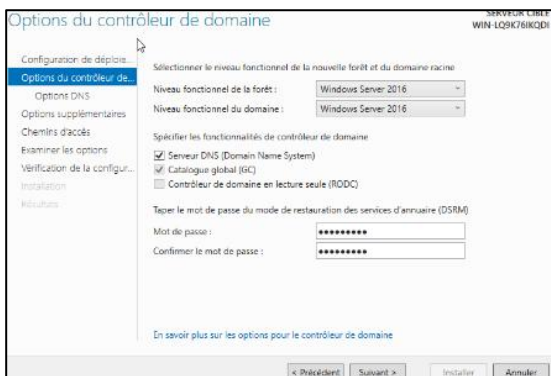 Options du contrôleur de domaine
SERVEUR CIBLE
WIN-LQ9K76IKQDI
Configuration de déploie...
Options du contrôleur de...
Options DNS
Options supplémentaires
Chemins d'accès
Examiner les options
Vérification de la configur...
Installation
Résultats
Sélectionner le niveau fonctionnel de la nouvelle forêt et du domaine racine
Niveau fonctionnel de la forêt :
Windows Server 2016
Niveau fonctionnel du domaine :
Windows Server 2016
Spécifier les fonctionnalités de contrôleur de domaine
Serveur DNS (Domain Name System)
Catalogue global (GC)
Contrôleur de domaine en lecture seule (RODC)
Taper le mot de passe du mode de restauration des services d'annuaire (DSRM)
Mot de passe :
•••••••••
Confirmer le mot de passe :
•••••••••
En savoir plus sur les options pour le contrôleur de domaine
< Précédent
Suivant >
Installer
Annuler